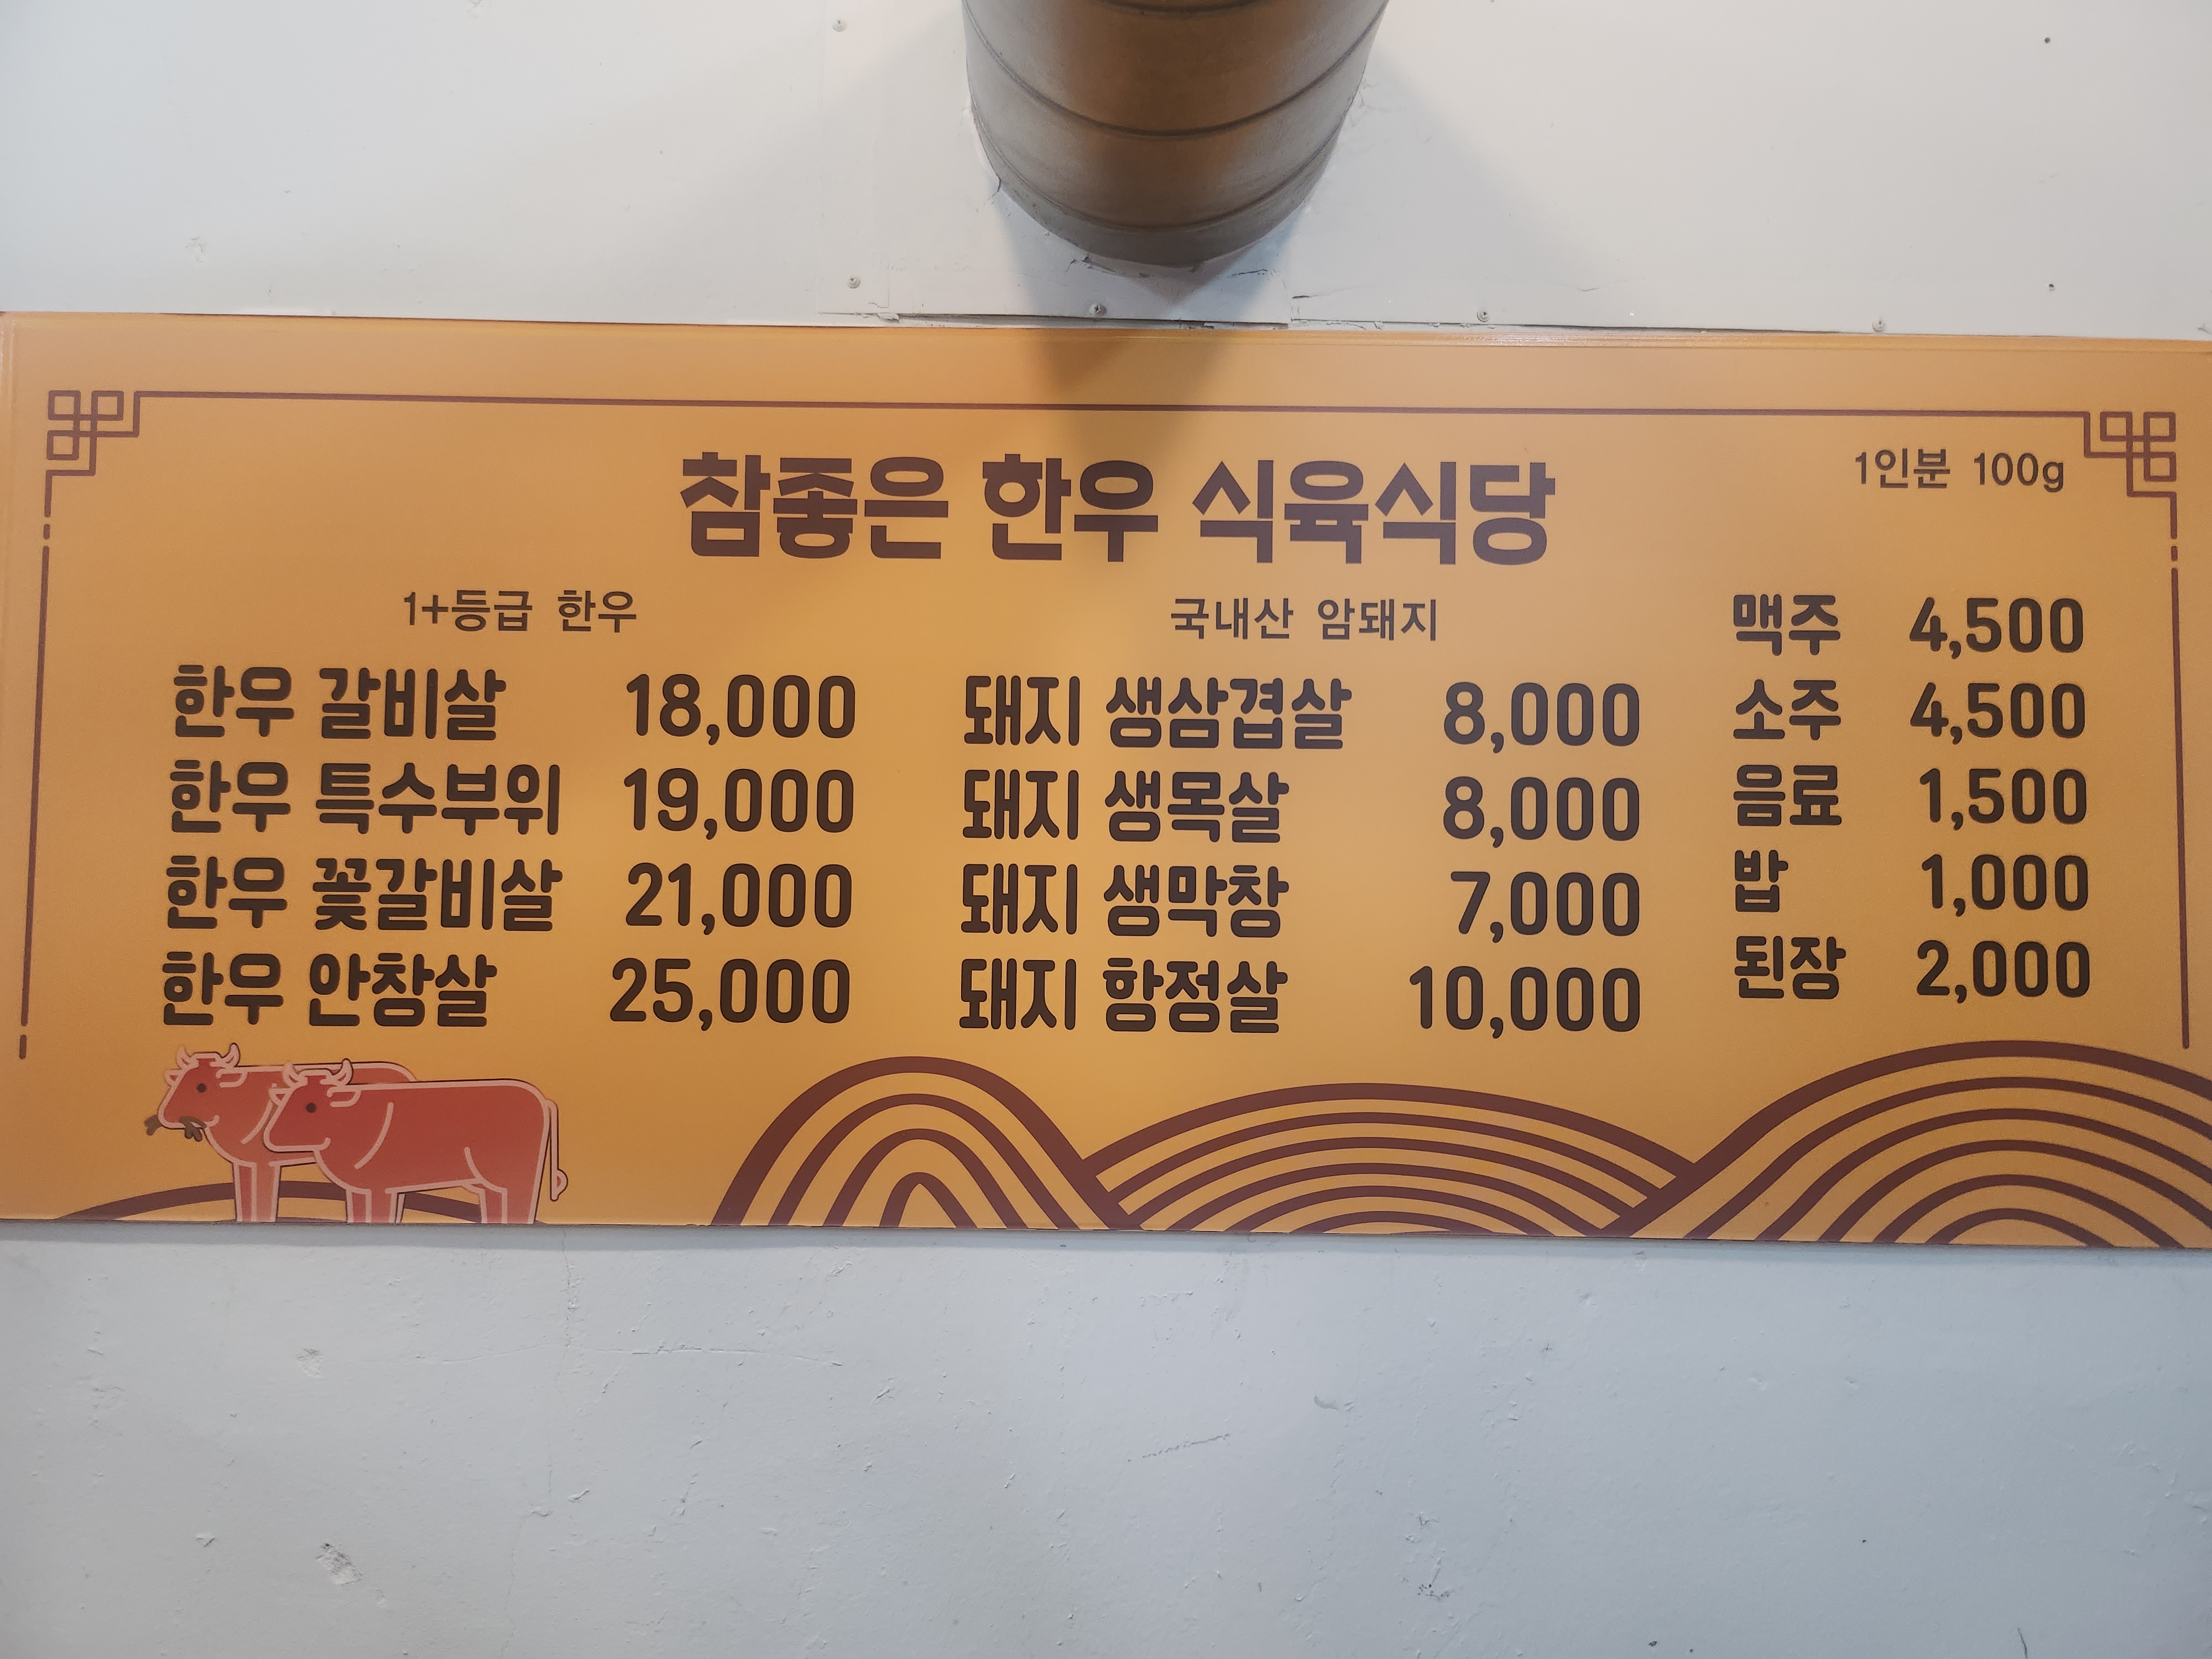 참좋은 한우 식육식당
1인분 100g
1+등급 한우
한우 갈비살 18,000
한우 특수부위 19,000
한우 꽃갈비살 21,000
한우 안창살 25,000
국내산 암돼지
돼지 생삼겹살 8,000
돼지 생목살 8,000
돼지 생막창 7,000
돼지 항정살 10,000
맥주 4,500
소주 4,500
음료 1,500
밥 1,000
된장 2,000